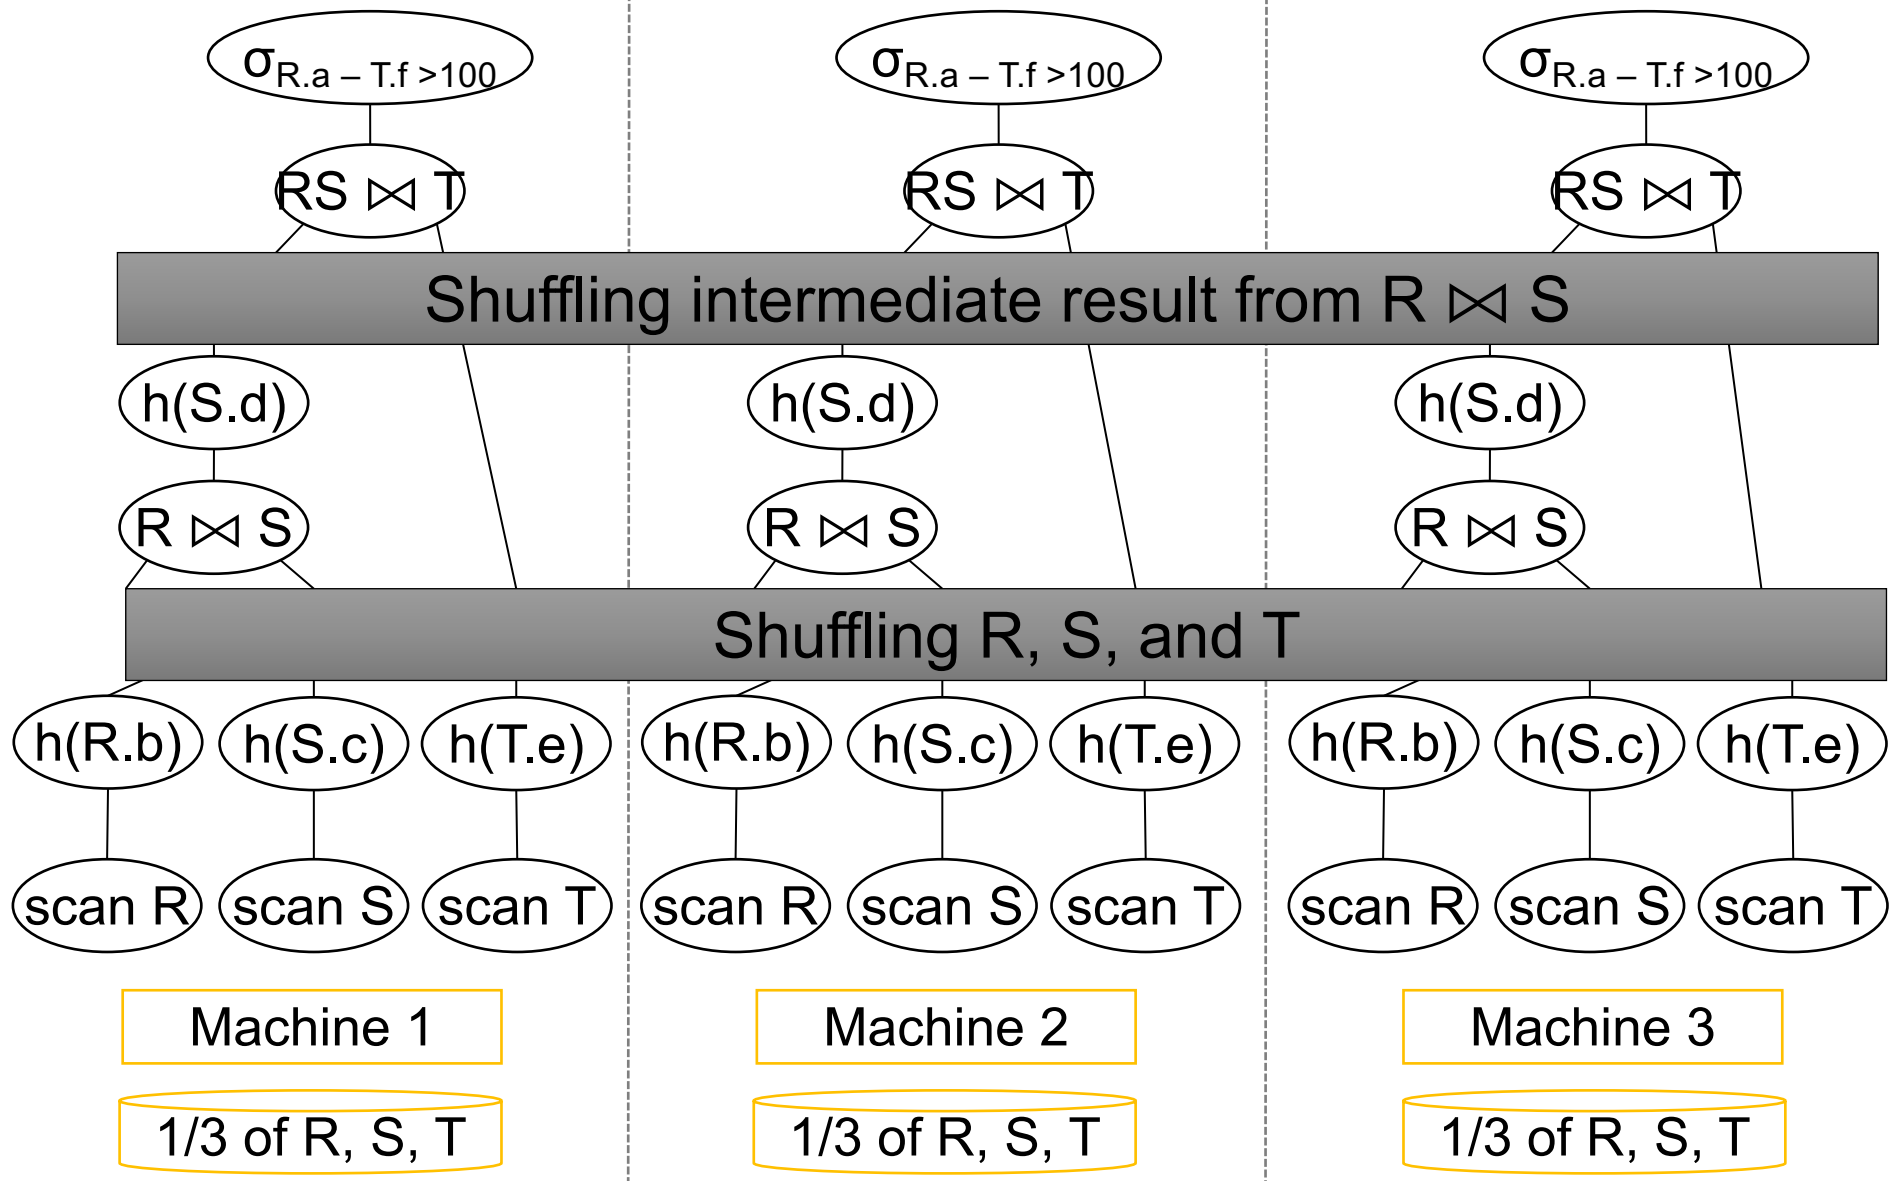 σR.a – T.f >100 σR.a – T.f >100 σR.a – T.f >100
RS ⋈ T RS ⋈ T RS ⋈ T
Shuffling intermediate result from R ⋈ S
h(S.d) h(S.d) h(S.d)
R ⋈ S R ⋈ S R ⋈ S
Shuffling R, S, and T
h(R.b) h(S.c) h(T.e) h(R.b) h(S.c) h(T.e) h(R.b) h(S.c) h(T.e)
scan R scan S scan T scan R scan S scan T scan R scan S scan T
Machine 1 Machine 2 Machine 3
1/3 of R, S, T 1/3 of R, S, T 1/3 of R, S, T